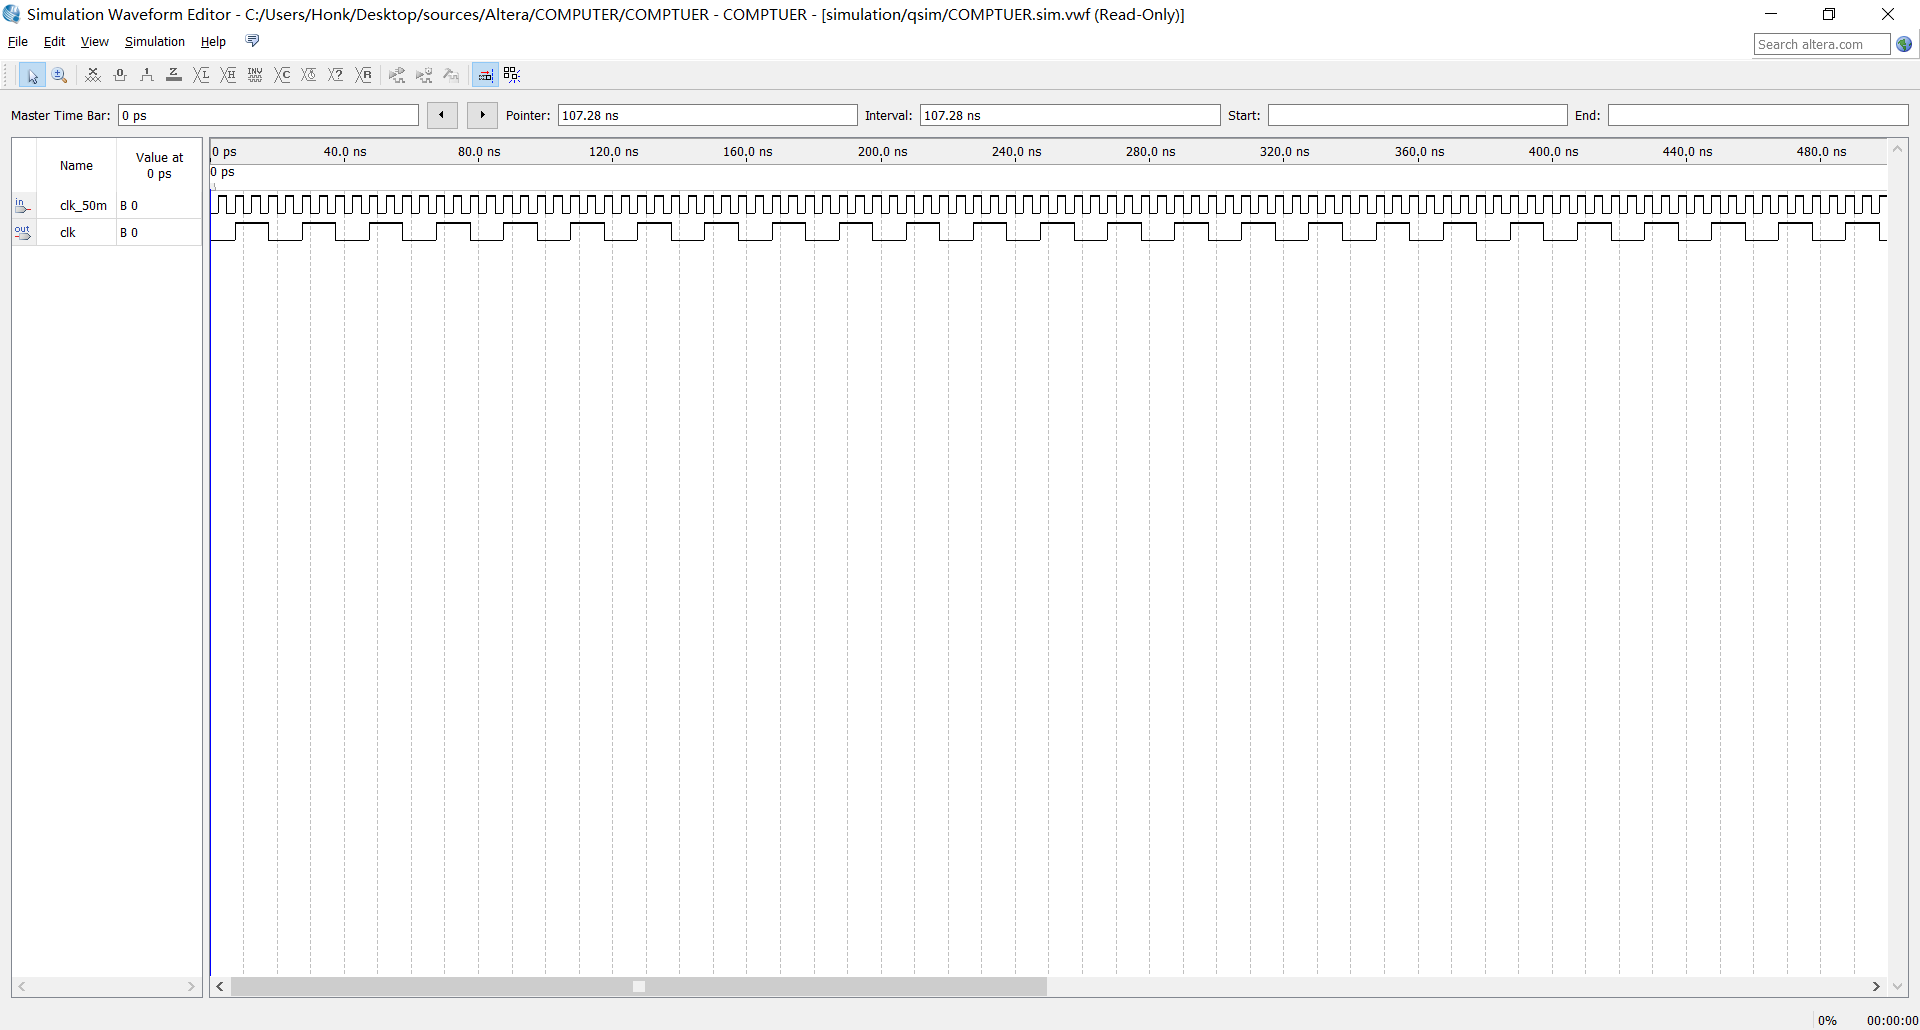 Simulation Waveform Editor - C:/Users/Honk/Desktop/sources/Altera/COMPUTER/COMPTUER - COMPTUER - [simulation/qsim/COMPTUER.sim.vwf (Read-Only)]
File Edit View Simulation Help
Search altera.com
Master Time Bar: 0 ps Pointer: 107.28 ns Interval: 107.28 ns Start: End:
Name Value at 0 ps
0 ps 40.0 ns 80.0 ns 120.0 ns 160.0 ns 200.0 ns 240.0 ns 280.0 ns 320.0 ns 360.0 ns 400.0 ns 440.0 ns 480.0 ns
0 ps
in clk_50m B 0
out clk B 0
0% 00:00:00